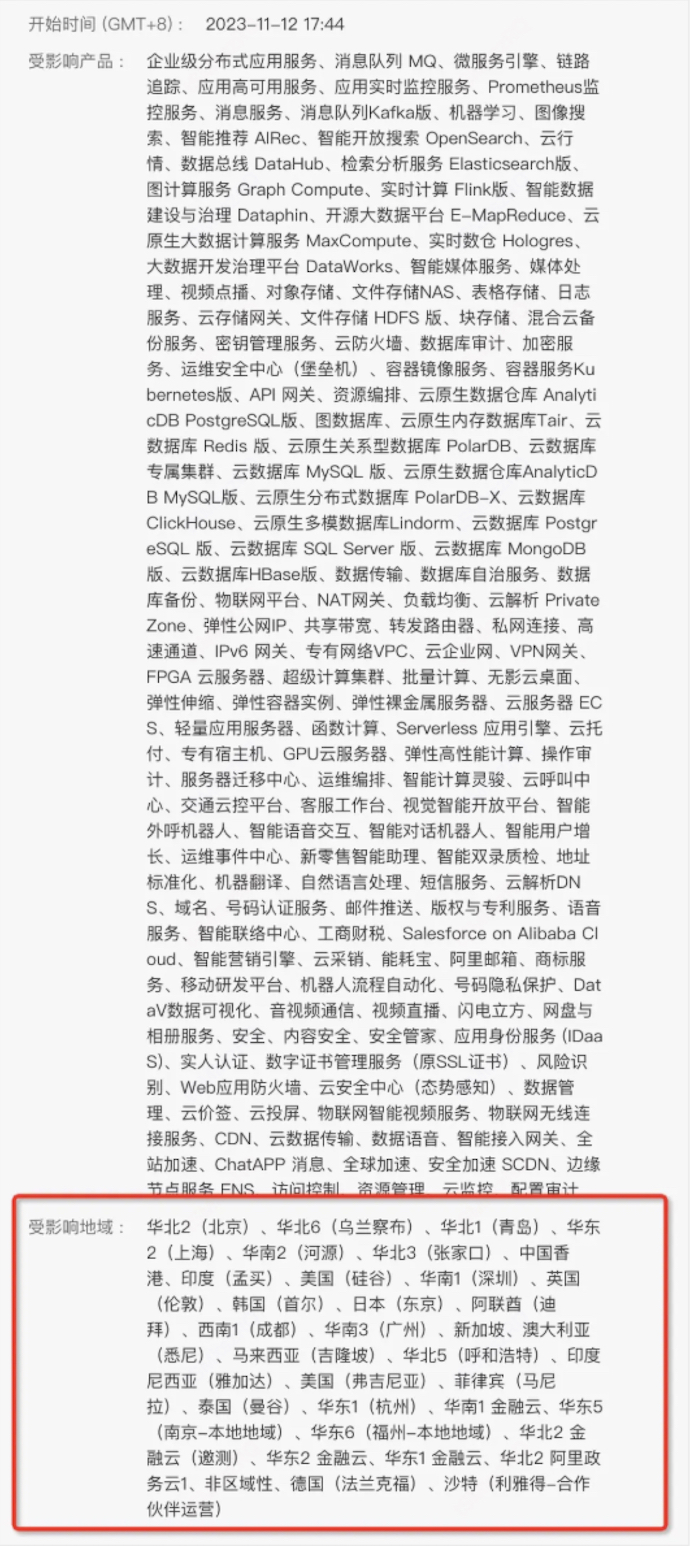 开始时间 (GMT+8)： 2023-11-12 17:44
受影响产品： 企业级分布式应用服务、消息队列 MQ、微服务引擎、链路
追踪、应用高可用服务、应用实时监控服务、Prometheus监
控服务、消息服务、消息队列Kafka版、机器学习、图像搜
索、智能推荐 AIRec、智能开放搜索 OpenSearch、云行
情、数据总线 DataHub、检索分析服务 Elasticsearch版、
图计算服务 Graph Compute、实时计算 Flink版、智能数据
建设与治理 Dataphin、开源大数据平台 E-MapReduce、云
原生大数据计算服务 MaxCompute、实时数仓 Hologres、
大数据开发治理平台 DataWorks、智能媒体服务、媒体处
理、视频点播、对象存储、文件存储NAS、表格存储、日志
服务、云存储网关、文件存储 HDFS 版、块存储、混合云备
份服务、密钥管理服务、云防火墙、数据库审计、加密服
务、运维安全中心（堡垒机）、容器镜像服务、容器服务Ku
bernetes版、API 网关、资源编排、云原生数据仓库 Analyti
cDB PostgreSQL版、图数据库、云原生内存数据库Tair、云
数据库 Redis 版、云原生关系型数据库 PolarDB、云数据库
专属集群、云数据库 MySQL 版、云原生数据仓库AnalyticD
B MySQL版、云原生分布式数据库 PolarDB-X、云数据库
ClickHouse、云原生多模数据库Lindorm、云数据库 Postgr
eSQL 版、云数据库 SQL Server 版、云数据库 MongoDB
版、云数据库HBase版、数据传输、数据库自治服务、数据
库备份、物联网平台、NAT网关、负载均衡、云解析 Private
Zone、弹性公网IP、共享带宽、转发路由器、私网连接、高
速通道、IPv6 网关、专有网络VPC、云企业网、VPN网关、
FPGA 云服务器、超级计算集群、批量计算、无影云桌面、
弹性伸缩、弹性容器实例、弹性裸金属服务器、云服务器 EC
S、轻量应用服务器、函数计算、Serverless 应用引擎、云托
付、专有宿主机、GPU云服务器、弹性高性能计算、操作审
计、服务器迁移中心、运维编排、智能计算灵骏、云呼叫中
心、交通云控平台、客服工作台、视觉智能开放平台、智能
外呼机器人、智能语音交互、智能对话机器人、智能用户增
长、运维事件中心、新零售智能助理、智能双录质检、地址
标准化、机器翻译、自然语言处理、短信服务、云解析DN
S、域名、号码认证服务、邮件推送、版权与专利服务、语音
服务、智能联络中心、工商财税、Salesforce on Alibaba Cl
oud、智能营销引擎、云采销、能耗宝、阿里邮箱、商标服
务、移动研发平台、机器人流程自动化、号码隐私保护、Dat
aV数据可视化、音视频通信、视频直播、闪电立方、网盘与
相册服务、安全、内容安全、安全管家、应用身份服务 (IDaa
S)、实人认证、数字证书管理服务（原SSL证书）、风险识
别、Web应用防火墙、云安全中心（态势感知）、数据管
理、云价签、云投屏、物联网智能视频服务、物联网无线连
接服务、CDN、云数据传输、数据语音、智能接入网关、全
站加速、ChatAPP 消息、全球加速、安全加速 SCDN、边缘
节点服务 ENS、访问控制、资源管理、云监控、配置审计
受影响地域： 华北2（北京）、华北6（乌兰察布）、华北1（青岛）、华东
2（上海）、华南2（河源）、华北3（张家口）、中国香
港、印度（孟买）、美国（硅谷）、华南1（深圳）、英国
（伦敦）、韩国（首尔）、日本（东京）、阿联酋（迪
拜）、西南1（成都）、华南3（广州）、新加坡、澳大利亚
（悉尼）、马来西亚（吉隆坡）、华北5（呼和浩特）、印度
尼西亚（雅加达）、美国（弗吉尼亚）、菲律宾（马尼
拉）、泰国（曼谷）、华东1（杭州）、华南1 金融云、华东5
（南京-本地地域）、华东6（福州-本地地域）、华北2 金
融云（邀测）、华东2 金融云、华东1 金融云、华北2 阿里政
务云1、非区域性、德国（法兰克福）、沙特（利雅得-合作
伙伴运营）